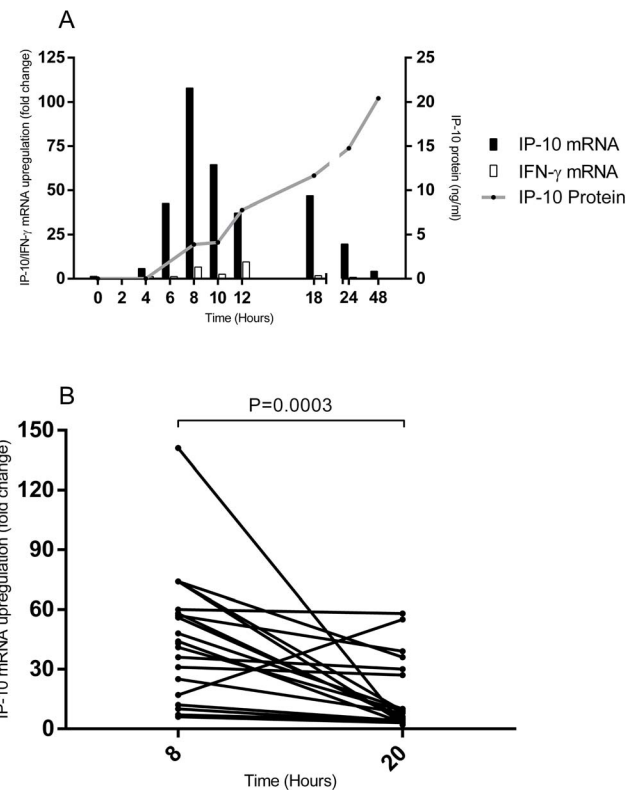 A
IP-10/IFN-γ mRNA upregulation (fold change)
125
100
75
50
25
0
25
20
15
10
5
0
IP-10 protein (ng/ml)
0 2 4 6 8 10 12 18 24 48
Time (Hours)
IP-10 mRNA
IFN-γ mRNA
IP-10 Protein
B
P=0.0003
IP-10 mRNA upregulation (fold change)
150
120
90
60
30
0
8 20
Time (Hours)